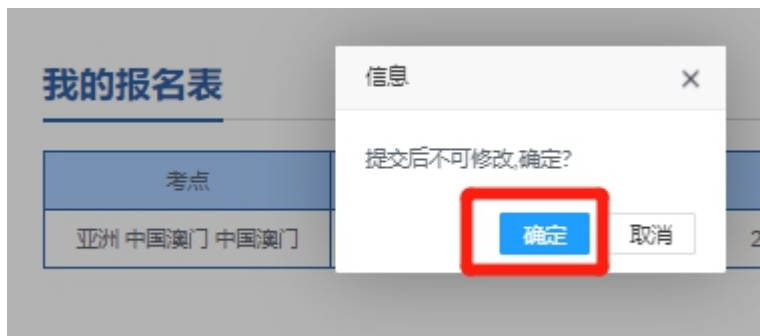 我的报名表
信息
提交后不可修改,确定?
确定
取消
考点
亚洲 中国澳门 中国澳门
2